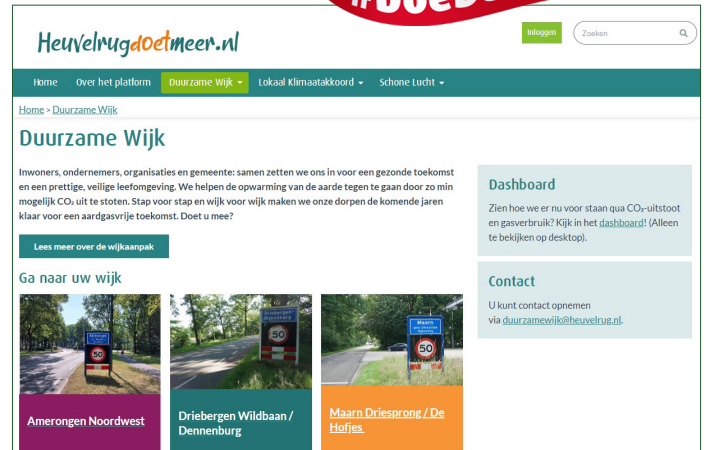 Heuvelrugdoetmeer.nl
Inloggen
Zoeken
Home Over het platform Duurzame Wijk Lokaal Klimaatakkoord Schone Lucht
Home > Duurzame Wijk
Duurzame Wijk
Inwoners, ondernemers, organisaties en gemeente: samen zetten we ons in voor een gezonde toekomst
en een prettige, veilige leefomgeving. We helpen de opwarming van de aarde tegen te gaan door zo min
mogelijk CO₂ uit te stoten. Stap voor stap en wijk voor wijk maken we onze dorpen de komende jaren
klaar voor een aardgasvrije toekomst. Doet u mee?
Lees meer over de wijkaanpak
Ga naar uw wijk
50
Driebergen
Rijsenburg
50
Maarn
50
Amerongen Noordwest
Driebergen Wildbaan /
Dennenburg
Maarn Driesprong / De
Hofjes
Dashboard
Zien hoe we er nu voor staan qua CO₂-uitstoot
en gasverbruik? Kijk in het dashboard! (Alleen
te bekijken op desktop).
Contact
U kunt contact opnemen
via duurzamewijk@heuvelrug.nl.